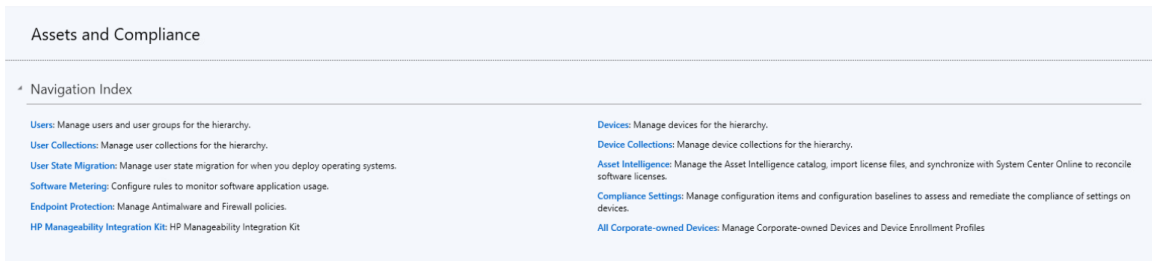 Assets and Compliance
Navigation Index
Users: Manage users and user groups for the hierarchy.
User Collections: Manage user collections for the hierarchy.
User State Migration: Manage user state migration for when you deploy operating systems.
Software Metering: Configure rules to monitor software application usage.
Endpoint Protection: Manage Antimalware and Firewall policies.
HP Manageability Integration Kit: HP Manageability Integration Kit
Devices: Manage devices for the hierarchy.
Device Collections: Manage device collections for the hierarchy.
Asset Intelligence: Manage the Asset Intelligence catalog, import license files, and synchronize with System Center Online to reconcile
software licenses.
Compliance Settings: Manage configuration items and configuration baselines to assess and remediate the compliance of settings on
devices.
All Corporate-owned Devices: Manage Corporate-owned Devices and Device Enrollment Profiles